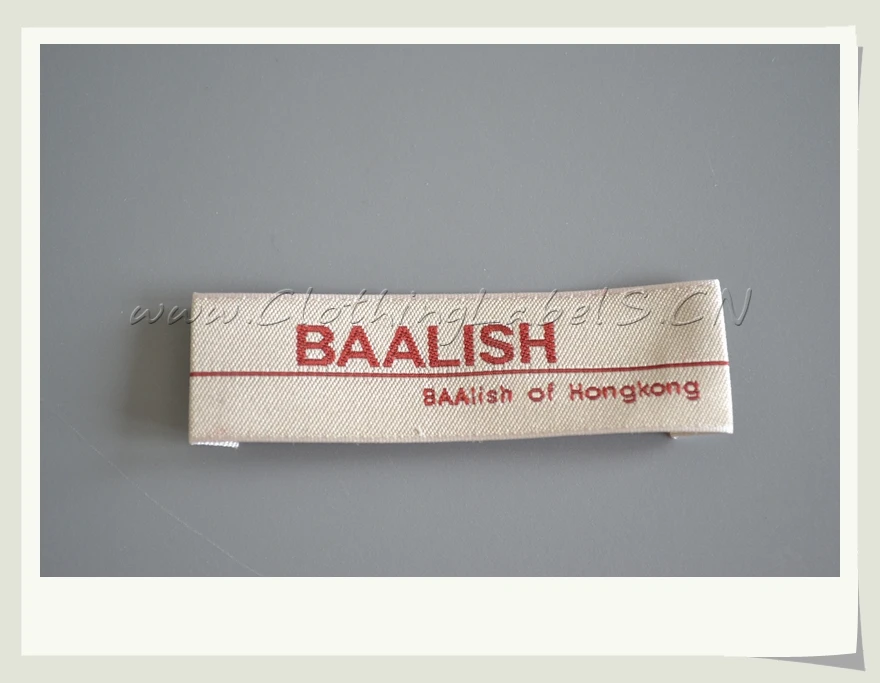 www.ClothingLabelS.CN
BAALISH
BAAlish of Hongkong